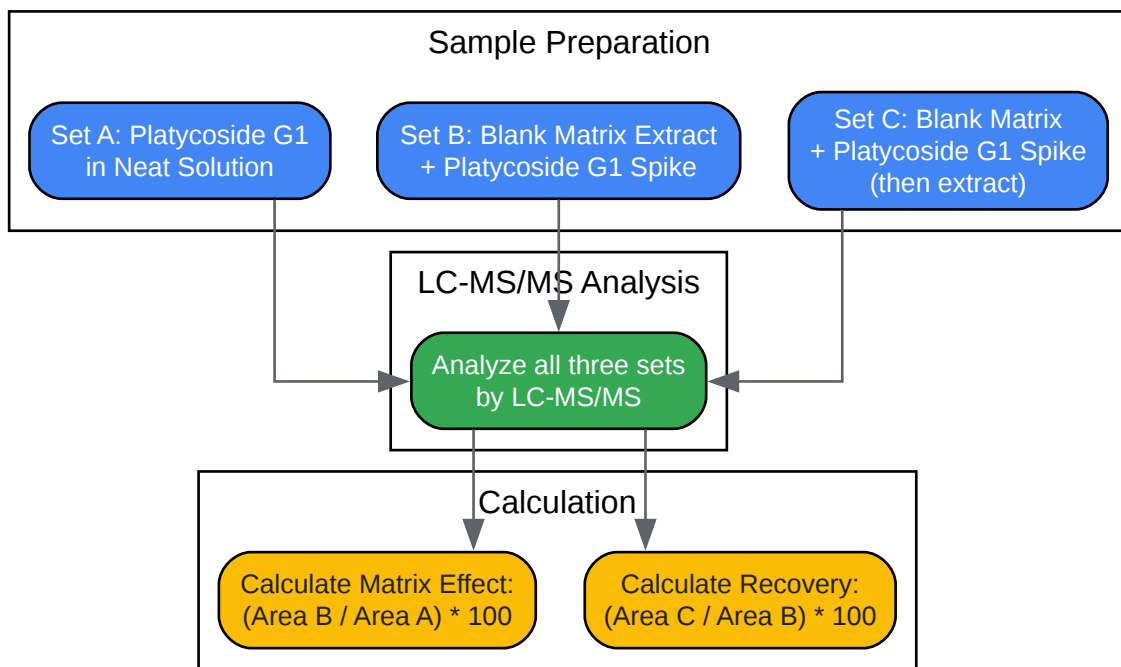 Sample Preparation
Set A: Platycoside G1
in Neat Solution
Set B: Blank Matrix Extract
+ Platycoside G1 Spike
Set C: Blank Matrix
+ Platycoside G1 Spike
(then extract)
LC-MS/MS Analysis
Analyze all three sets
by LC-MS/MS
Calculation
Calculate Matrix Effect:
(Area B / Area A) * 100
Calculate Recovery:
(Area C / Area B) * 100